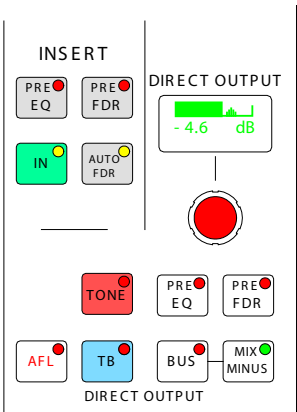 INSERT
PRE
EQ
PRE
FDR
DIRECT OUTPUT
- 4.6 dB
IN
AUTO
FDR
TONE
PRE
EQ
PRE
FDR
AFL
TB
BUS
MIX
MINUS
DIRECT OUTPUT